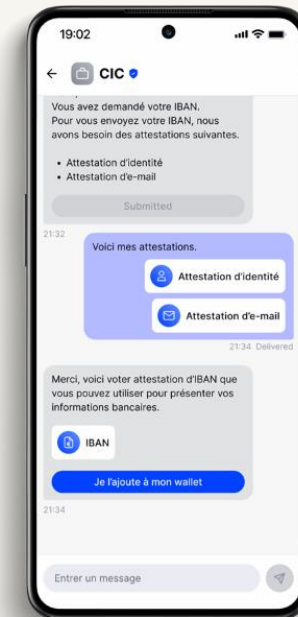 19:02
CIC
Vous avez demandé votre IBAN.
Pour vous envoyez votre IBAN, nous
avons besoin des attestations suivantes.
• Attestation d'identité
• Attestation d'e-mail
Submitted
21:32
Voici mes attestations.
Attestation d'identité
Attestation d'e-mail
21:34 Delivered
Merci, voici voter attestation d'IBAN que
vous pouvez utiliser pour présenter vos
informations bancaires.
IBAN
Je l'ajoute à mon wallet
21:34
Entrer un message